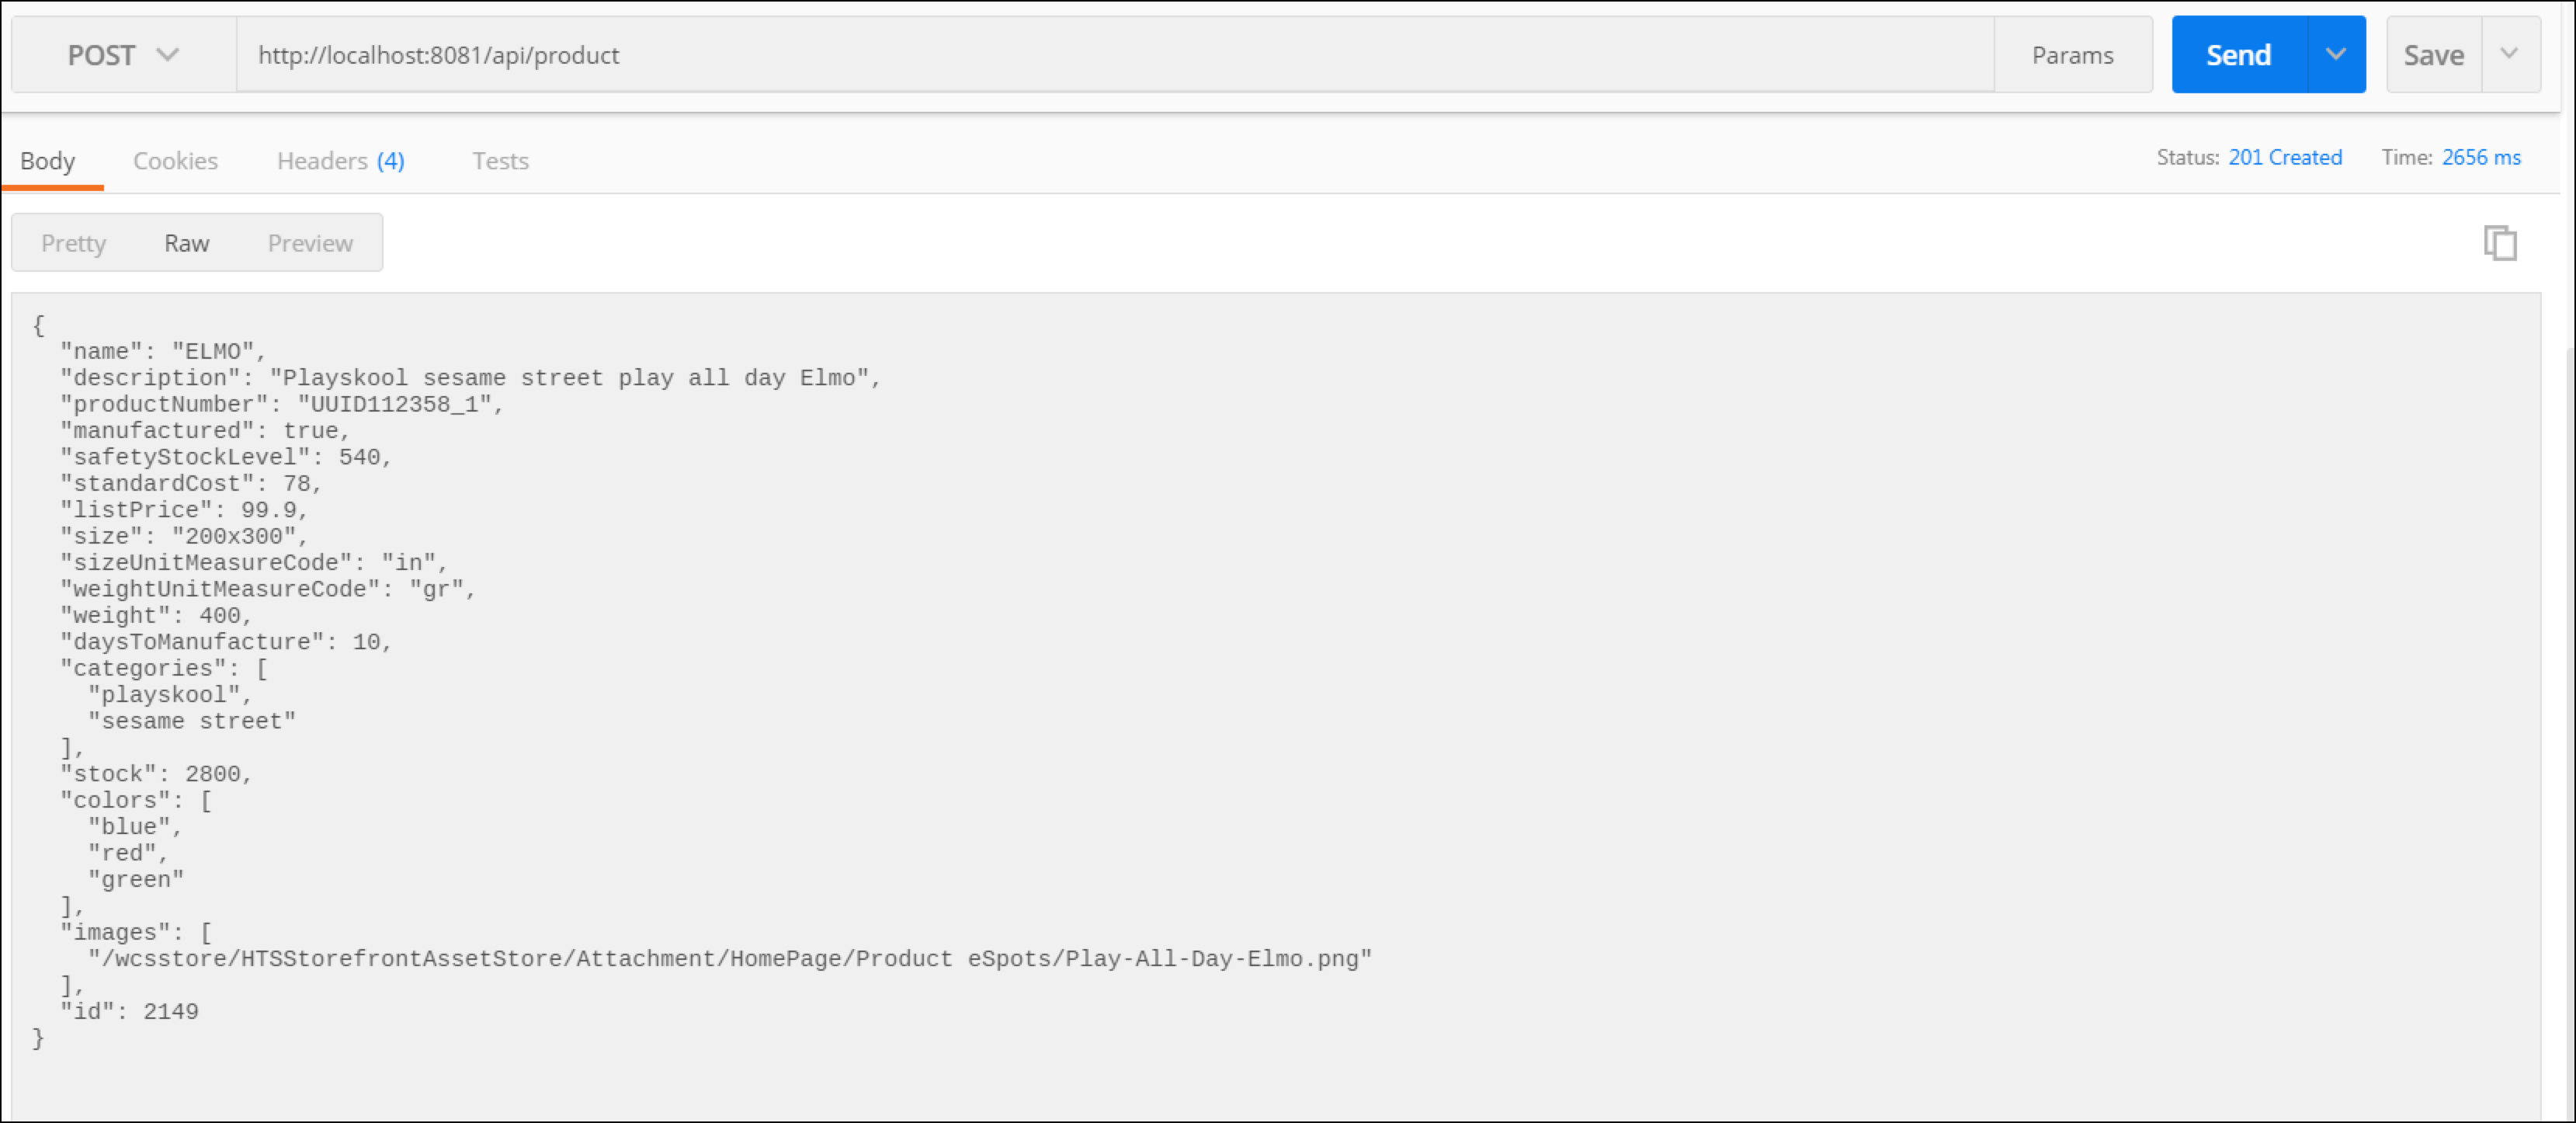 POST http://localhost:8081/api/product Params Send Save
Body Cookies Headers (4) Tests Status: 201 Created Time: 2656 ms
Pretty Raw Preview
{
  "name": "ELMO",
  "description": "Playskool sesame street play all day Elmo",
  "productNumber": "UUID112358_1",
  "manufactured": true,
  "safetyStockLevel": 540,
  "standardCost": 78,
  "listPrice": 99.9,
  "size": "200x300",
  "sizeUnitMeasureCode": "in",
  "weightUnitMeasureCode": "gr",
  "weight": 400,
  "daysToManufacture": 10,
  "categories": [
    "playskool",
    "sesame street"
  ],
  "stock": 2800,
  "colors": [
    "blue",
    "red",
    "green"
  ],
  "images": [
    "/wcsstore/HTSStorefrontAssetStore/Attachment/HomePage/Product eSpots/Play-All-Day-Elmo.png"
  ],
  "id": 2149
}